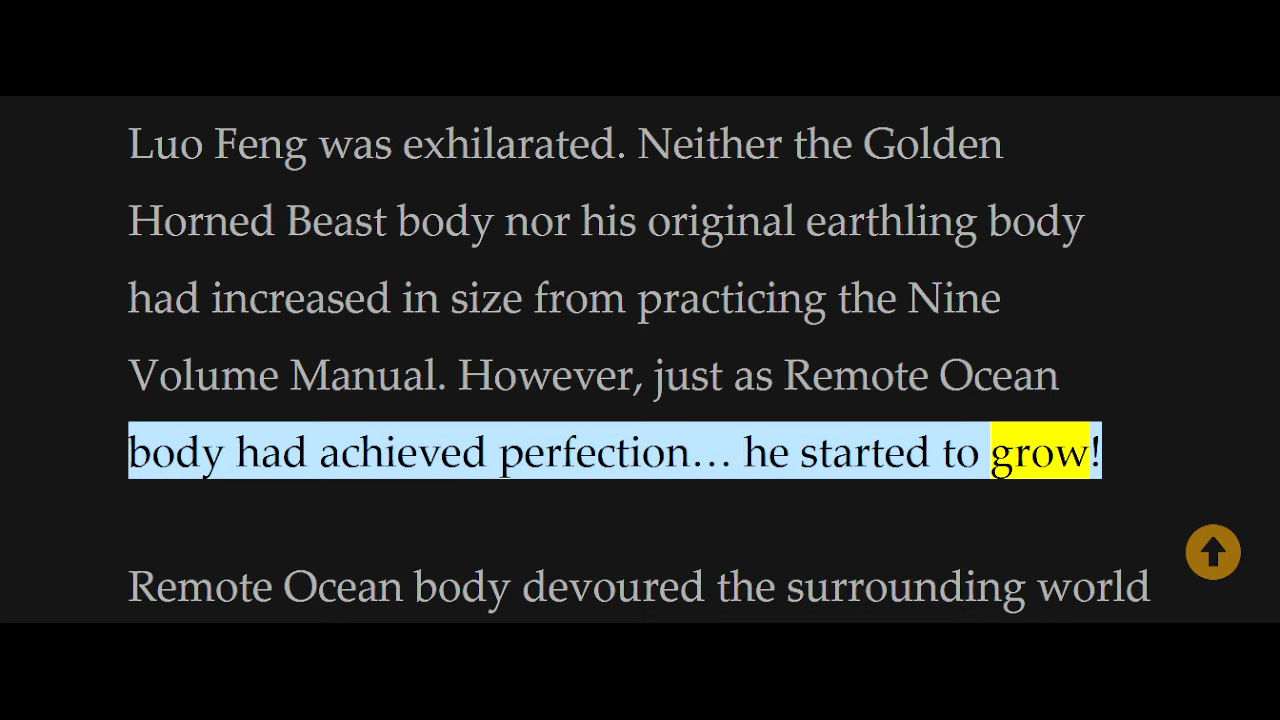 Luo Feng was exhilarated. Neither the Golden
Horned Beast body nor his original earthling body
had increased in size from practicing the Nine
Volume Manual. However, just as Remote Ocean
body had achieved perfection… he started to grow!
Remote Ocean body devoured the surrounding world